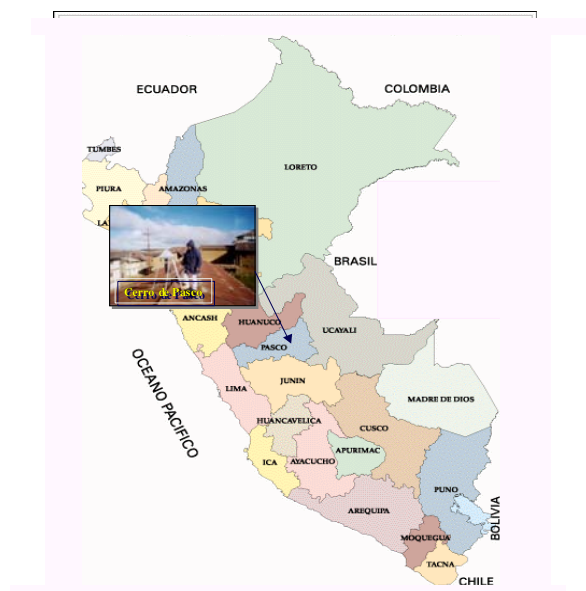 ECUADOR
COLOMBIA
TUMBES
LORETO
PIURA
AMAZONAS
LA
BRASIL
Cerro de Pasco
ANCASH
HUANUCO
UCAYALI
PASCO
JUNIN
LIMA
OCEANO PACIFICO
MADRE DE DIOS
HUANCAVELICA
CUSCO
APURIMAC
ICA
AYACUCHO
PUNO
AREQUIPA
BOLIVIA
MOQUEGUA
TACNA
CHILE